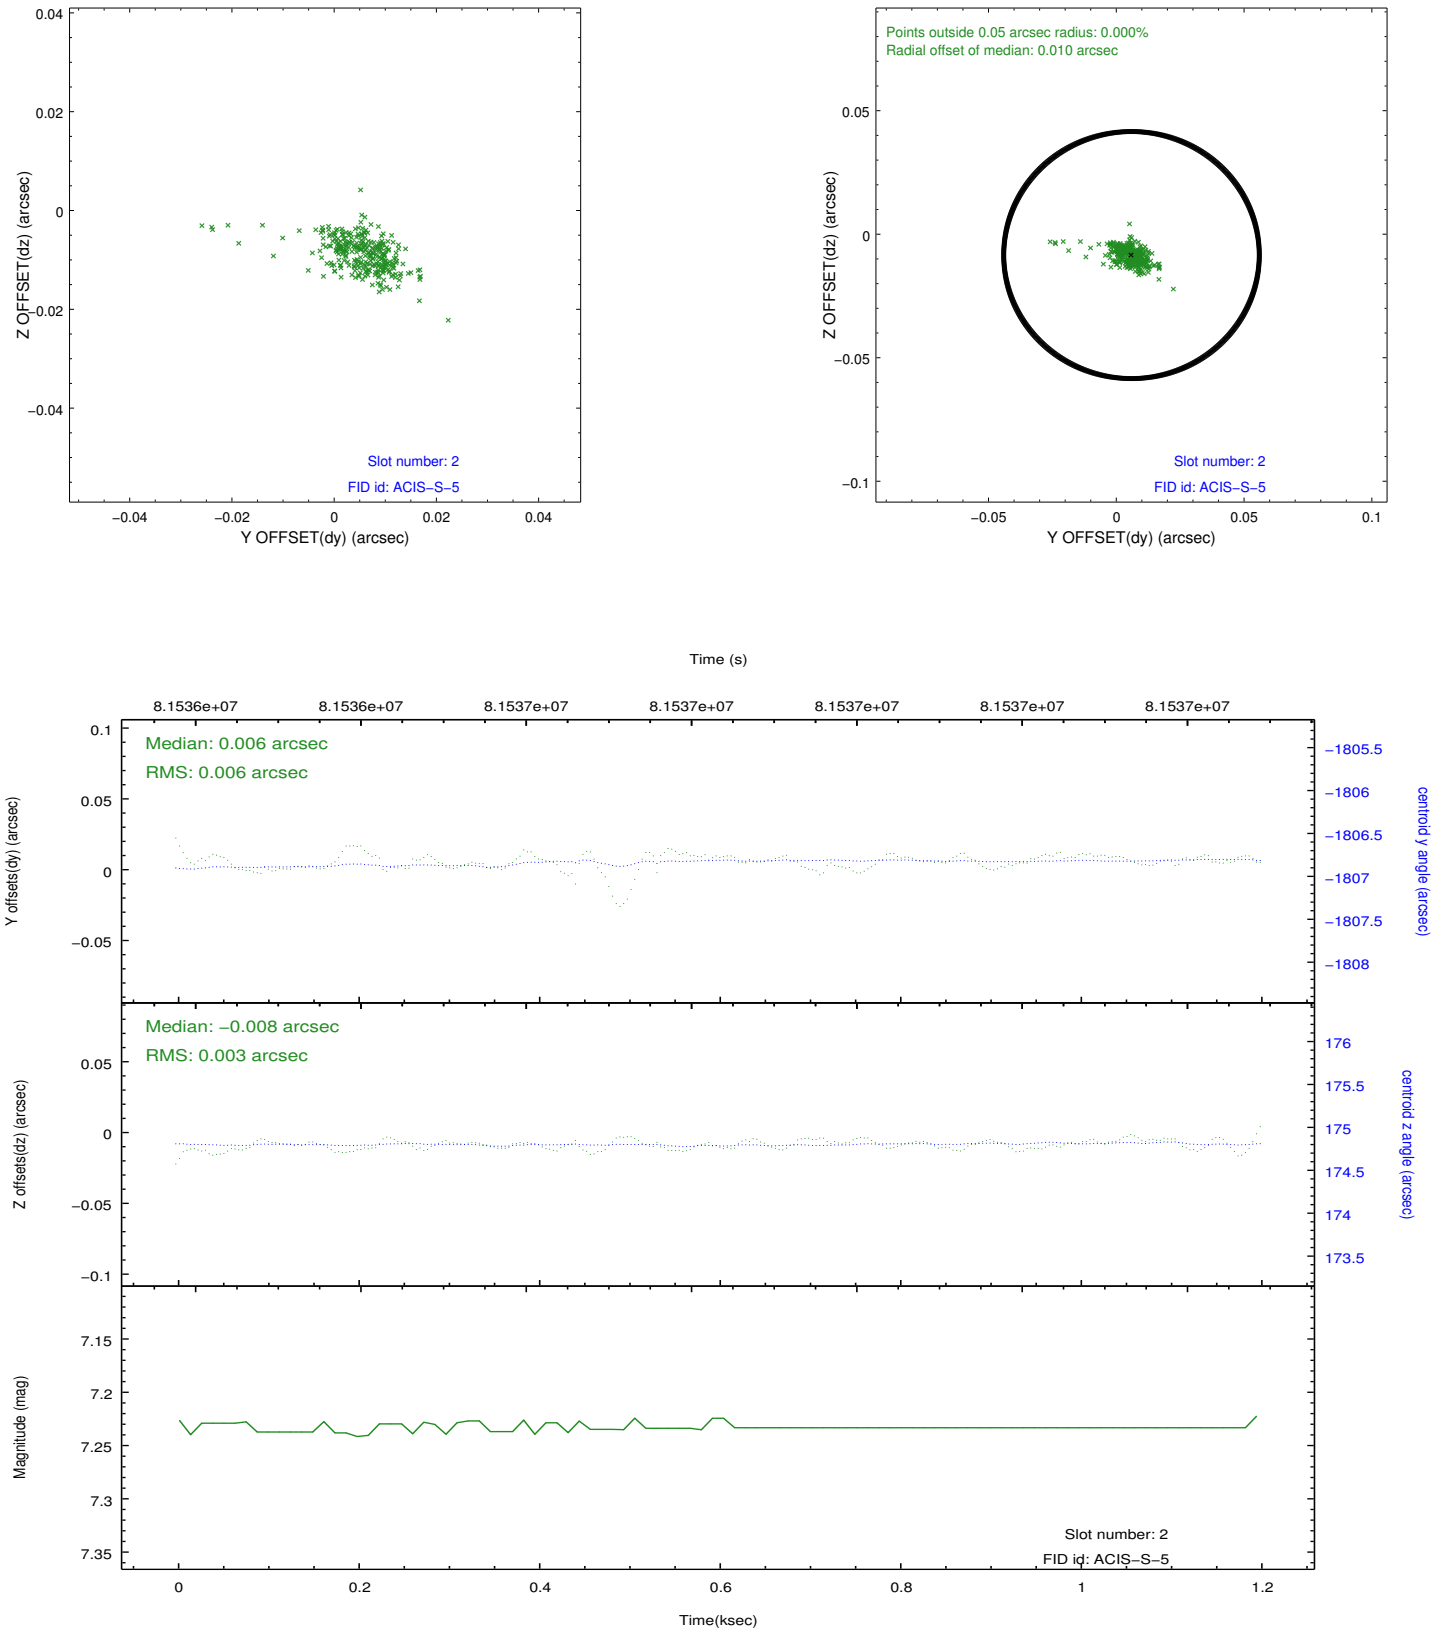 0.04
0.02
0
−0.02
−0.04
Z OFFSET(dz) (arcsec)
Slot number: 2
FID id: ACIS−S−5
−0.04
−0.02
0
0.02
0.04
Y OFFSET(dy) (arcsec)
Points outside 0.05 arcsec radius: 0.000%
Radial offset of median: 0.010 arcsec
0.05
0
−0.05
−0.1
Z OFFSET(dz) (arcsec)
Slot number: 2
FID id: ACIS−S−5
−0.05
0
0.05
0.1
Y OFFSET(dy) (arcsec)
Time (s)
8.1536e+07
8.1536e+07
8.1537e+07
8.1537e+07
8.1537e+07
8.1537e+07
8.1537e+07
0.1
0.05
0
−0.05
Y offsets(dy) (arcsec)
Median: 0.006 arcsec
RMS: 0.006 arcsec
−1805.5
−1806
−1806.5
−1807
−1807.5
−1808
centroid y angle (arcsec)
0.05
0
−0.05
−0.1
Z offsets(dz) (arcsec)
Median: −0.008 arcsec
RMS: 0.003 arcsec
176
175.5
175
174.5
174
173.5
centroid z angle (arcsec)
7.15
7.2
7.25
7.3
7.35
Magnitude (mag)
Slot number: 2
FID id: ACIS−S−5
0
0.2
0.4
0.6
0.8
1
1.2
Time(ksec)